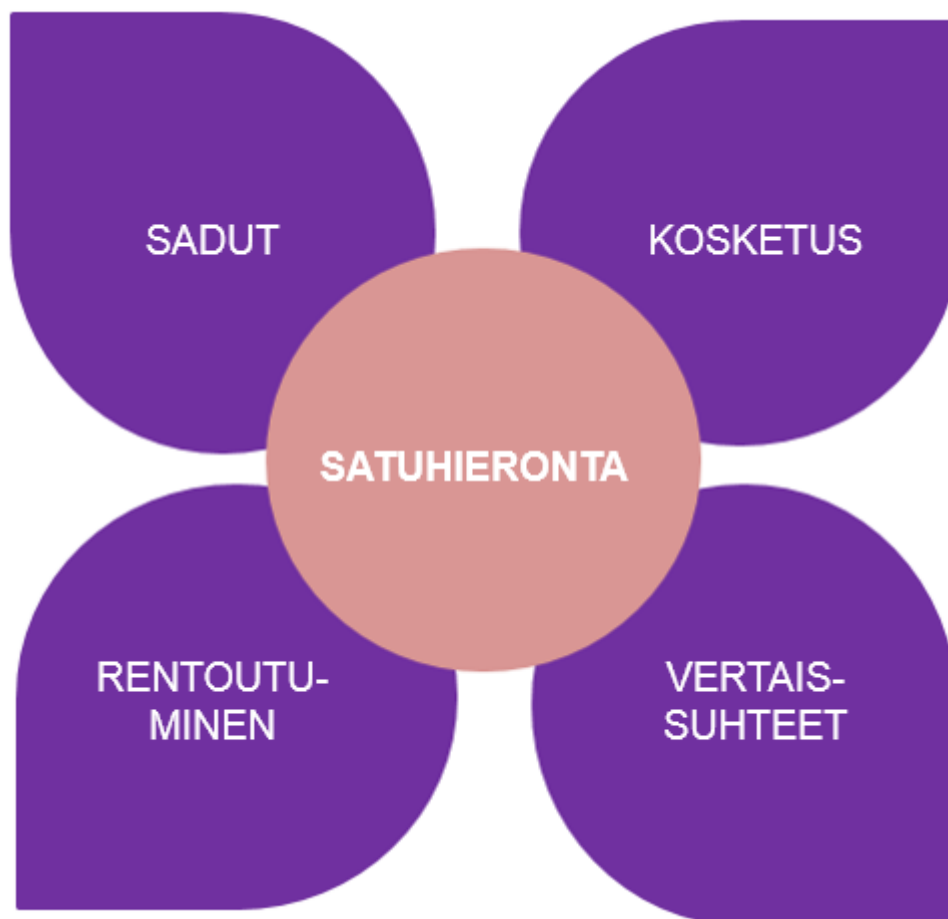 SADUT
KOSKETUS
SATUHIERONTA
RENTOUTU-
MINEN
VERTAIS-
SUHTEET